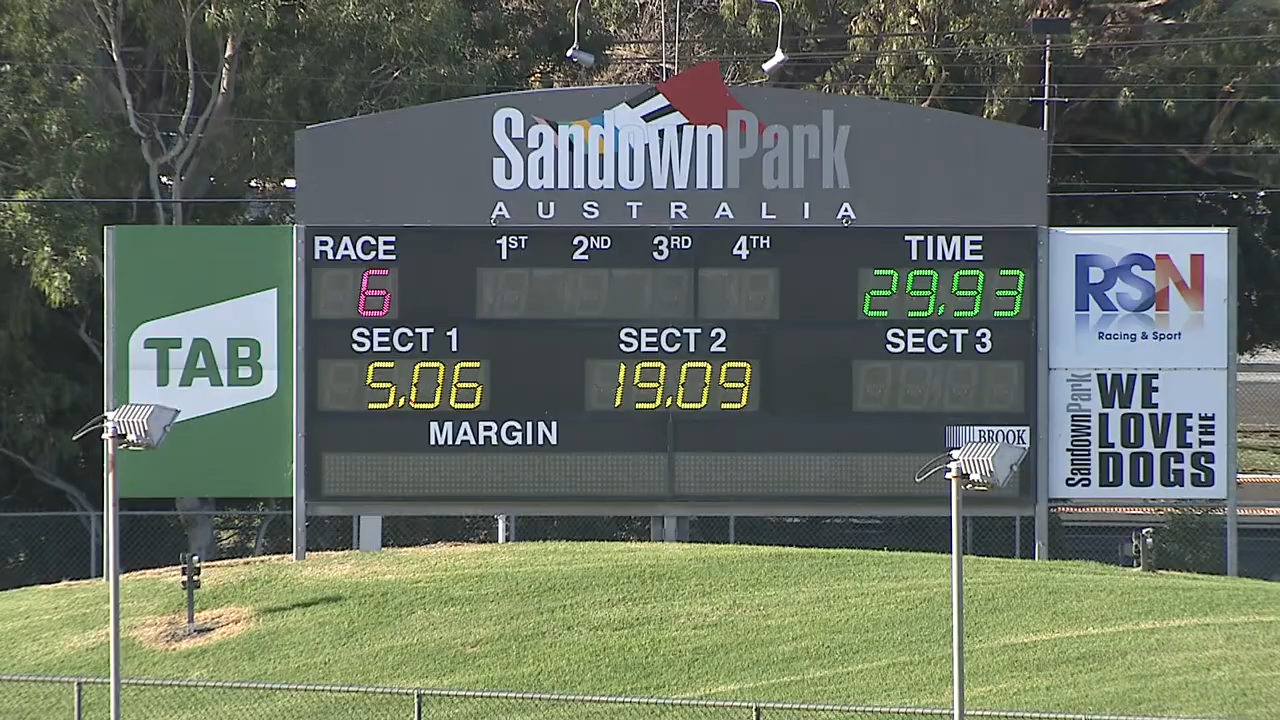 SandownPark
AUSTRALIA
RACE 1ST 2ND 3RD 4TH TIME
6 29.93
SECT 1 SECT 2 SECT 3
5.06 19.09
MARGIN
BROOK
TAB
RSN
Racing & Sport
SandownPark
WE
LOVE THE
DOGS